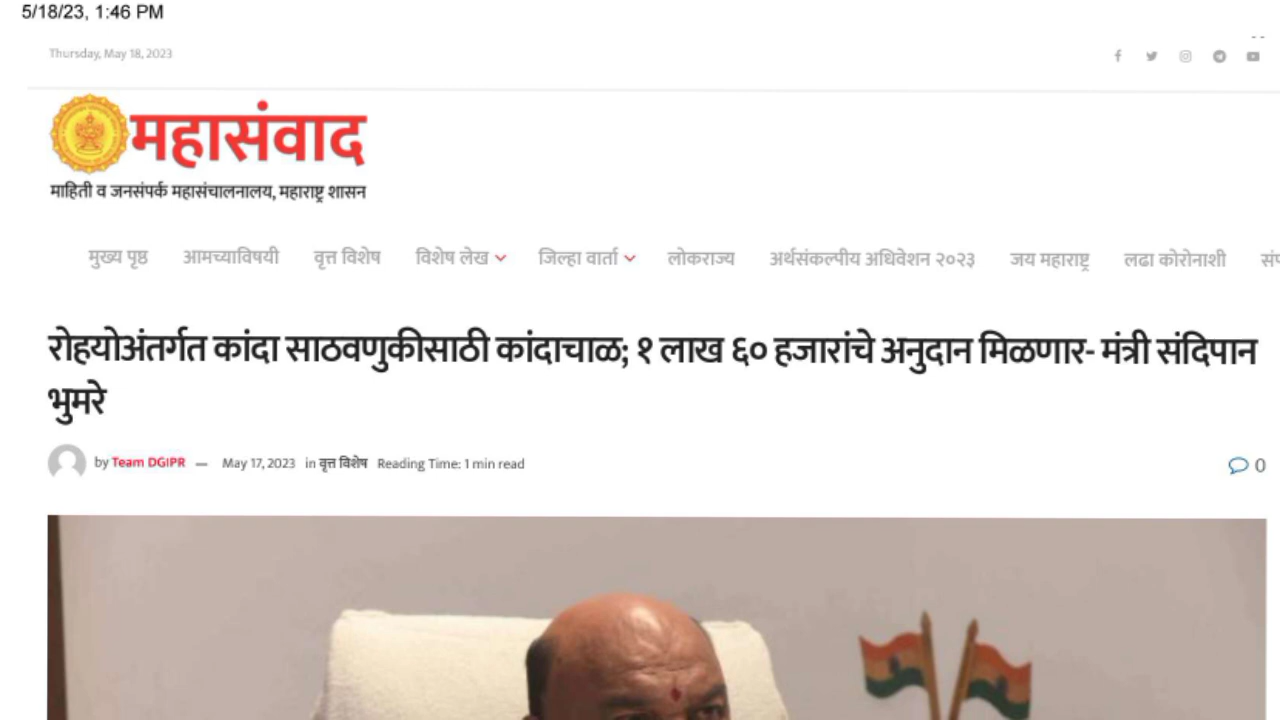 5/18/23, 1:46 PM
Thursday, May 18, 2023
महासंवाद
माहिती व जनसंपर्क महासंचालनालय, महाराष्ट्र शासन
मुख्य पृष्ठ आमच्याविषयी वृत्त विशेष विशेष लेख जिल्हा वार्ता लोकराज्य अर्थसंकल्पीय अधिवेशन २०२३ जय महाराष्ट्र लढा कोरोनाशी
रोहयोअंतर्गत कांदा साठवणुकीसाठी कांदाचाळ; १ लाख ६० हजारांचे अनुदान मिळणार- मंत्री संदिपान
भुमरे
by Team DGIPR — May 17, 2023 in वृत्त विशेष Reading Time: 1 min read 0